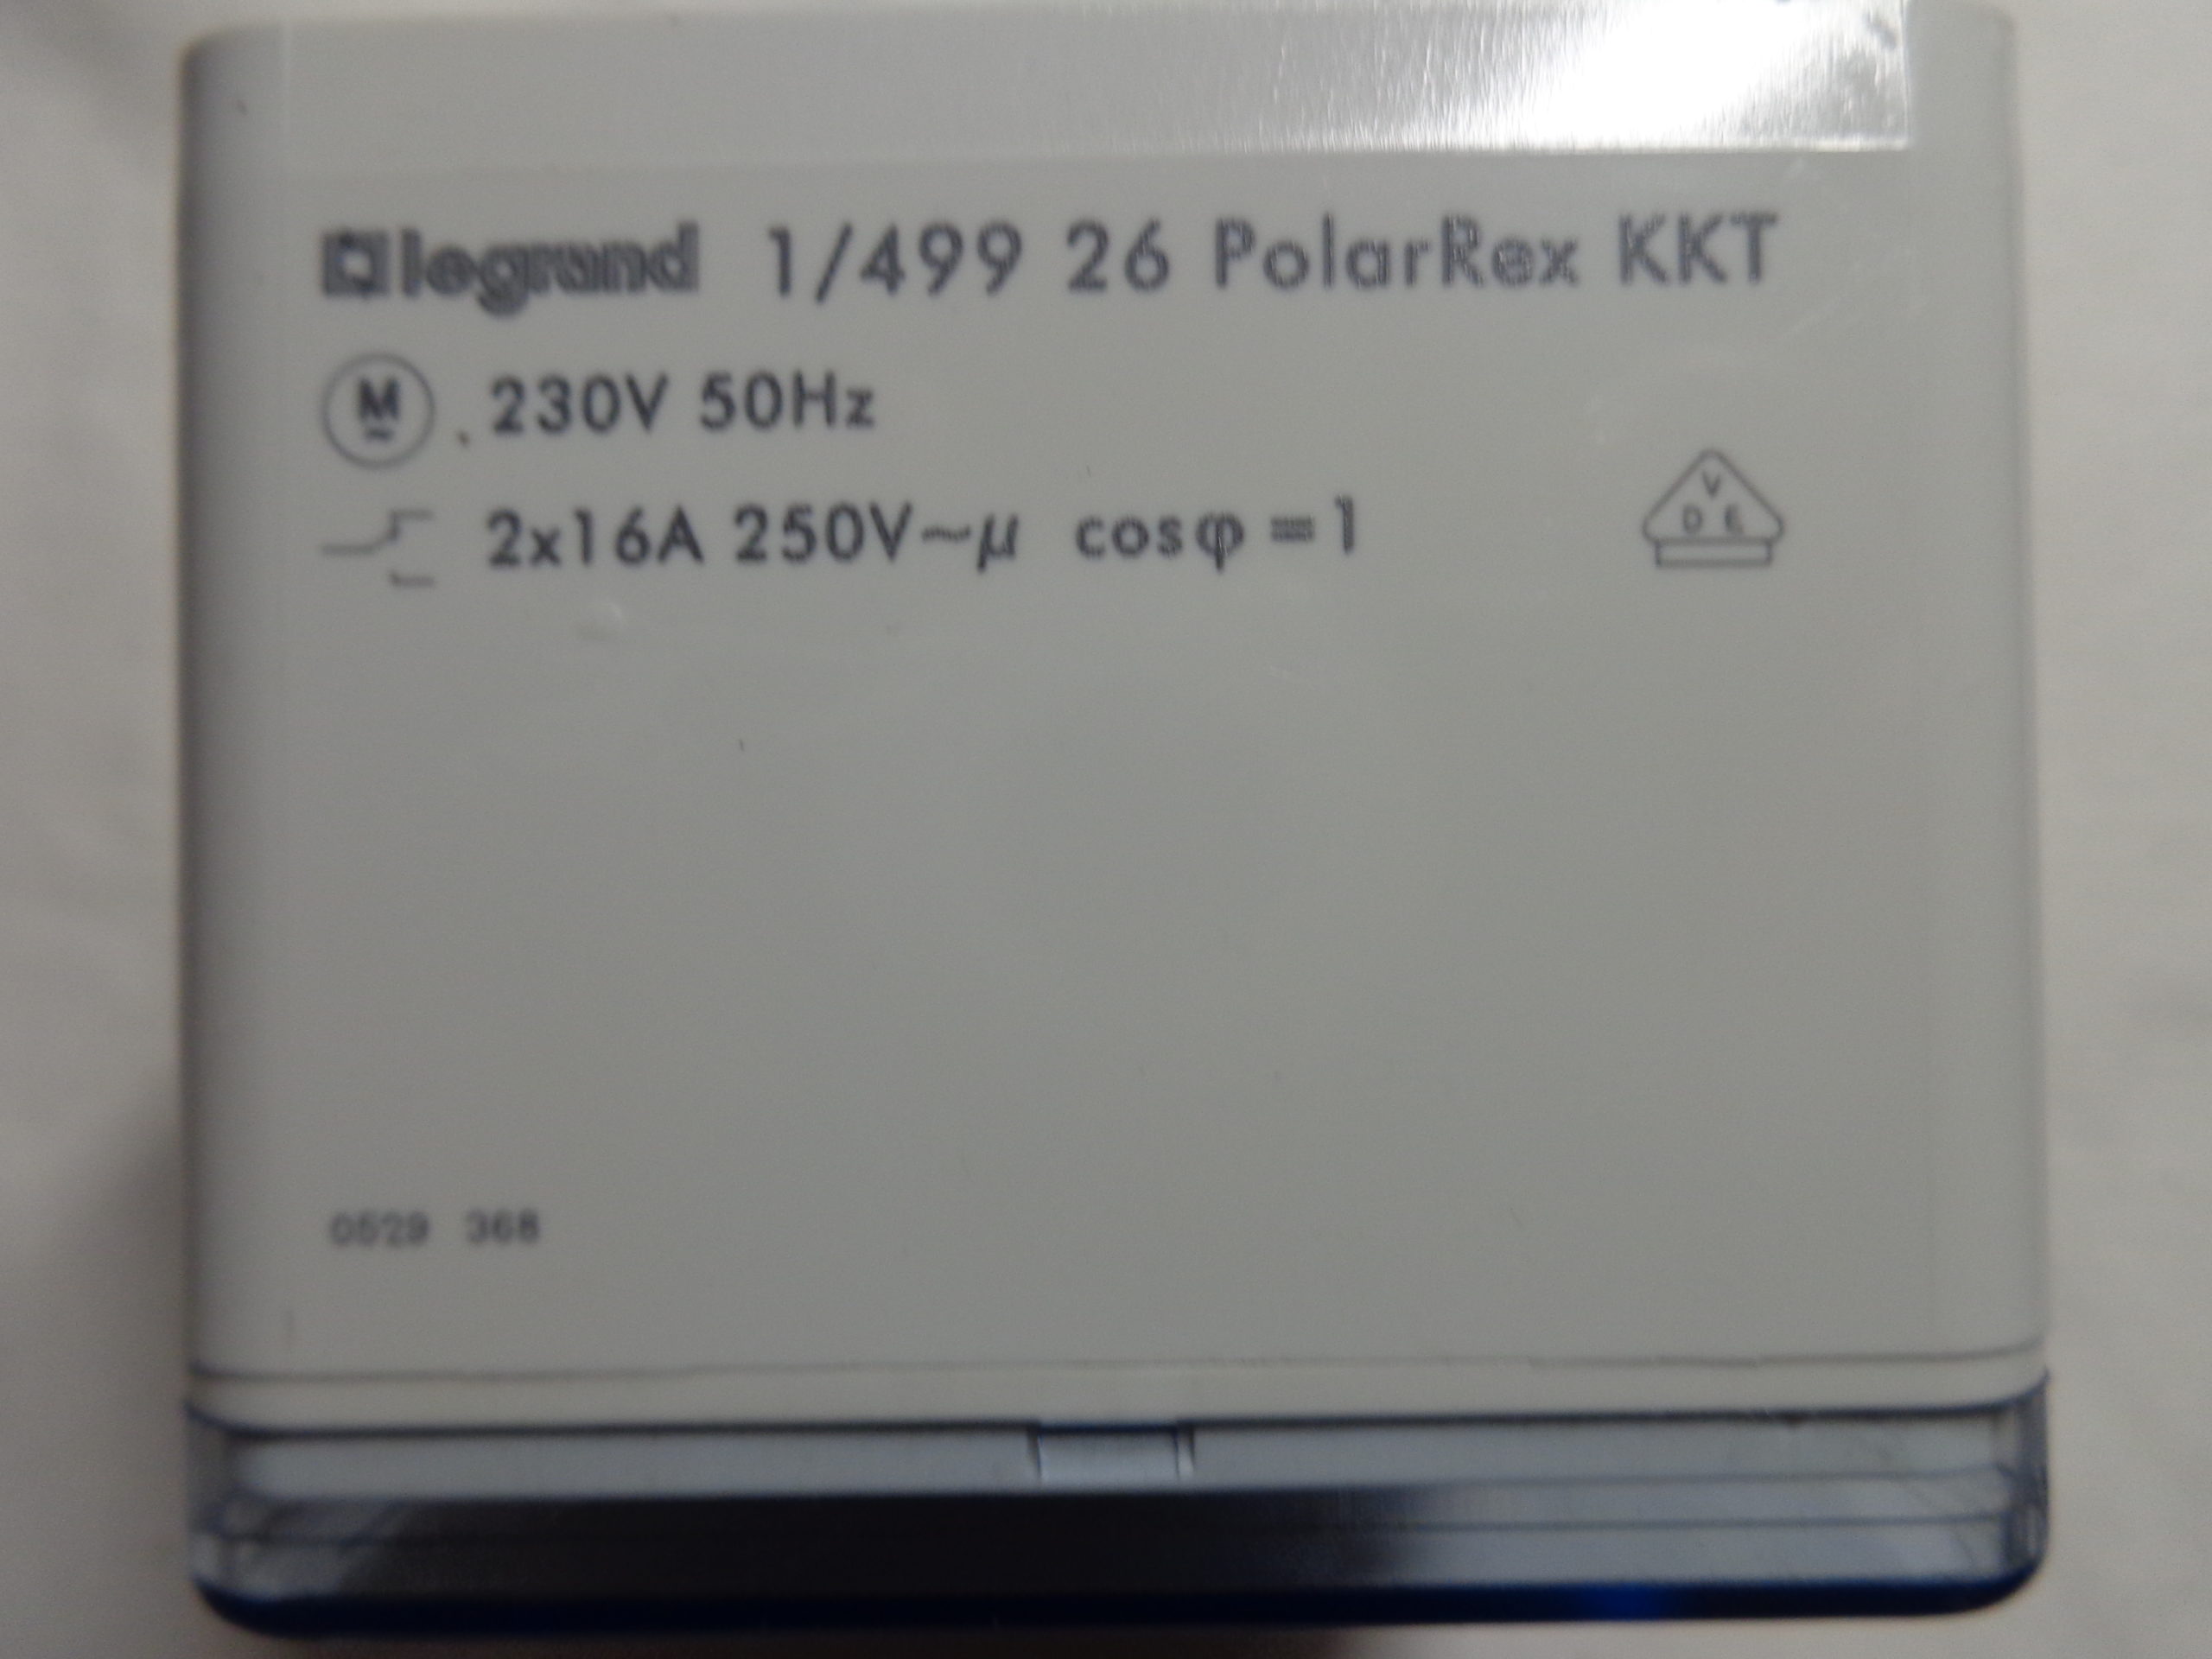 legrand 1/499 26 PolarRex KKT
M~ . 230V 50Hz
2x16A 250V~µ cosφ=1
VDE
0529 368